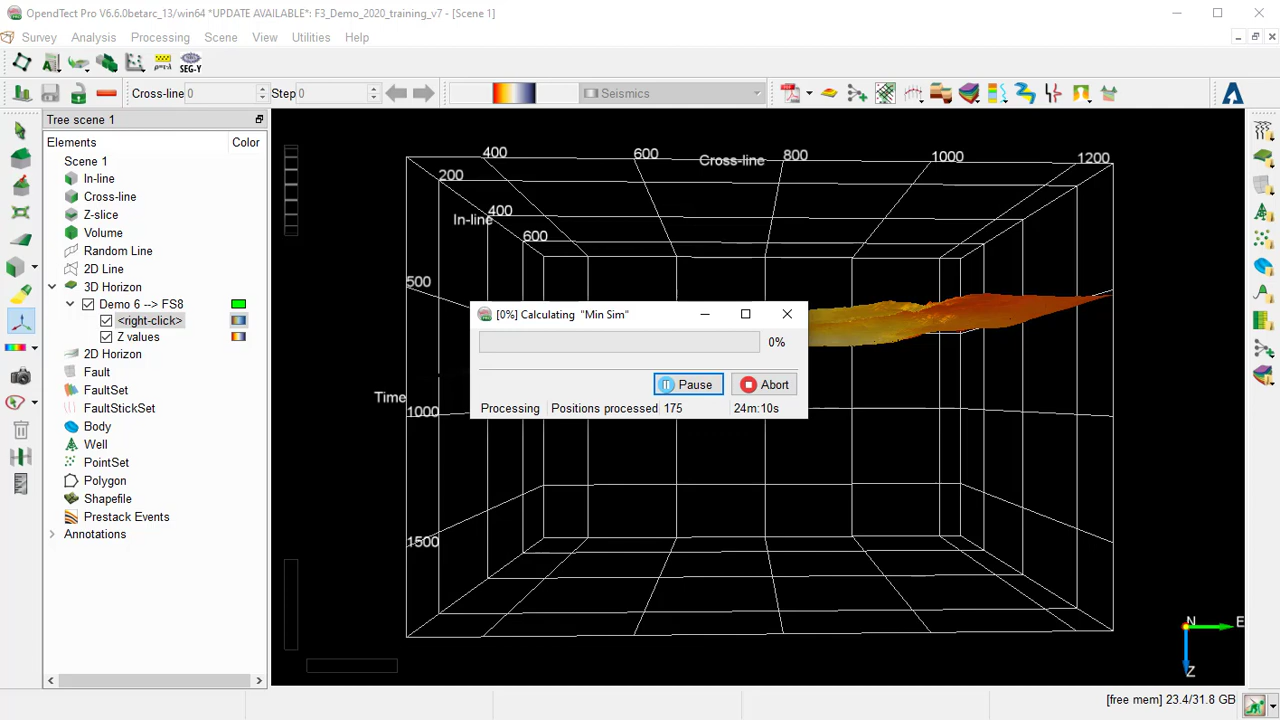 OpendTect Pro V6.6.0betarc_13/win64 *UPDATE AVAILABLE*: F3_Demo_2020_training_v7 - [Scene 1]
Survey Analysis Processing Scene View Utilities Help
SEG-Y
Cross-line 0 Step 0 Seismics
Tree scene 1
Elements Color
Scene 1
In-line
Cross-line
Z-slice
Volume
Random Line
2D Line
3D Horizon
Demo 6 --> FS8
<right-click>
Z values
2D Horizon
Fault
FaultSet
FaultStickSet
Body
Well
PointSet
Polygon
Shapefile
Prestack Events
Annotations
400 600 800 1000 1200
Cross-line
200
400
In-line
600
500
Time
1000
1500
[0%] Calculating "Min Sim"
0%
Pause Abort
Processing Positions processed 175 24m:10s
N E
Z
[free mem] 23.4/31.8 GB